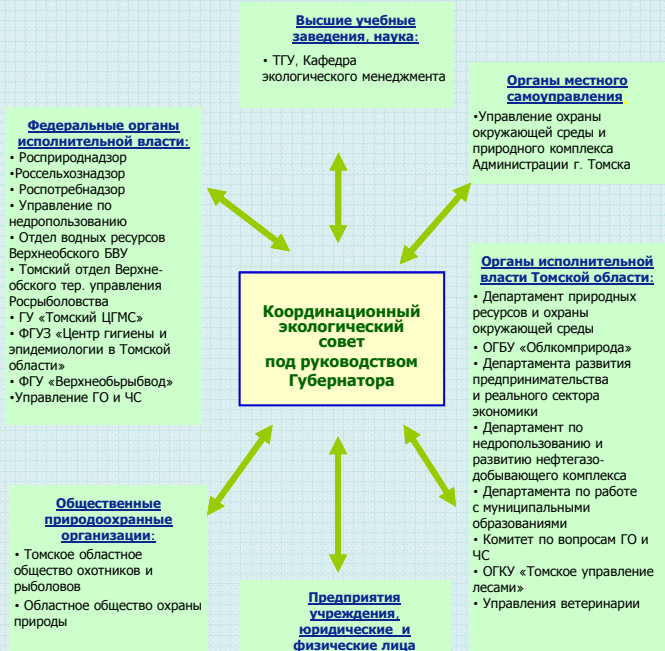 Высшие учебные
заведения, наука:
• ТГУ, Кафедра
экологического менеджмента
Органы местного
самоуправления
•Управление охраны
окружающей среды и
природного комплекса
Администрации г. Томска
Федеральные органы
исполнительной власти:
• Росприроднадзор
•Россельхознадзор
• Роспотребнадзор
• Управление по
недропользованию
• Отдел водных ресурсов
Верхнеобского БВУ
• Томский отдел Верхне-
обского тер. управления
Росрыболовства
• ГУ «Томский ЦГМС»
• ФГУЗ «Центр гигиены и
эпидемиологии в Томской
области»
• ФГУ «Верхнеобьрыбвод»
•Управление ГО и ЧС
Координационный
экологический
совет
под руководством
Губернатора
Органы исполнительной
власти Томской области:
• Департамент природных
ресурсов и охраны
окружающей среды
• ОГБУ «Облкомприрода»
• Департамента развития
предпринимательства
и реального сектора
экономики
• Департамент по
недропользованию и
развитию нефтегазо-
добывающего комплекса
• Департамента по работе
с муниципальными
образованиями
• Комитет по вопросам ГО и
ЧС
• ОГКУ «Томское управление
лесами»
• Управления ветеринарии
Общественные
природоохранные
организации:
• Томское областное
общество охотников и
рыболовов
• Областное общество охраны
природы
Предприятия
учреждения,
юридические и
физические лица